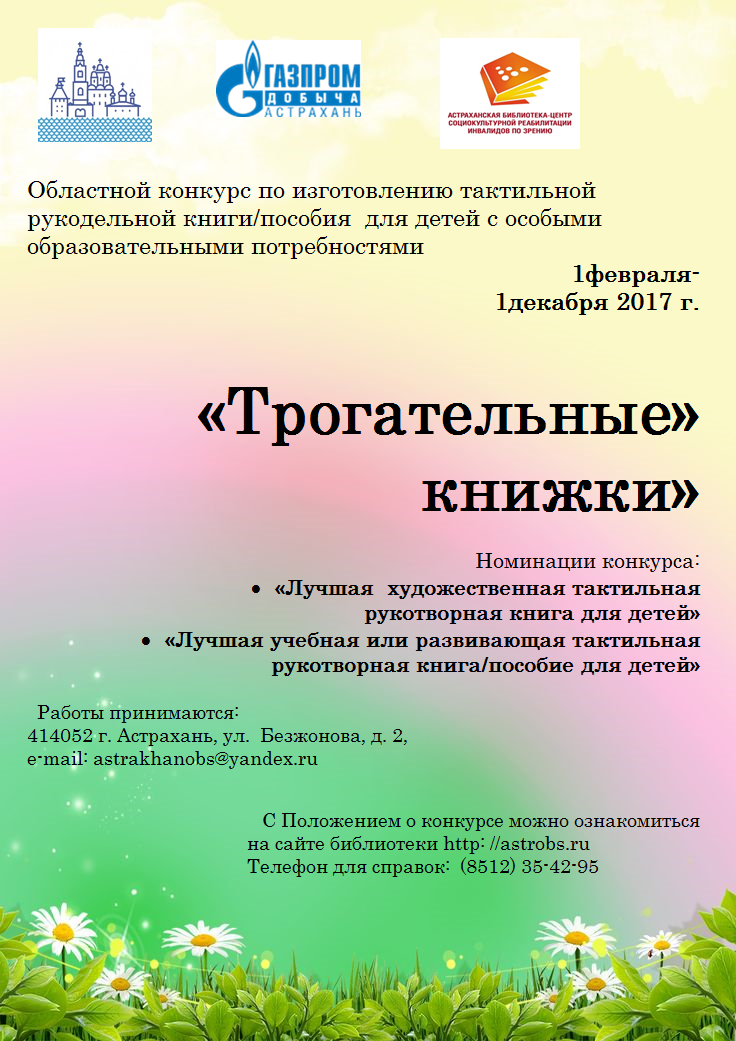 ГАЗПРОМ
ДОБЫЧА
АСТРАХАНЬ
АСТРАХАНСКАЯ БИБЛИОТЕКА-ЦЕНТР
СОЦИОКУЛЬТУРНОЙ РЕАБИЛИТАЦИИ
ИНВАЛИДОВ ПО ЗРЕНИЮ
Областной конкурс по изготовлению тактильной
рукодельной книги/пособия для детей с особыми
образовательными потребностями
1февраля-
1декабря 2017 г.
«Трогательные»
книжки»
Номинации конкурса:
• «Лучшая художественная тактильная
рукотворная книга для детей»
• «Лучшая учебная или развивающая тактильная
рукотворная книга/пособие для детей»
Работы принимаются:
414052 г. Астрахань, ул. Безжонова, д. 2,
e-mail: astrakhanobs@yandex.ru
С Положением о конкурсе можно ознакомиться
на сайте библиотеки http: //astrobs.ru
Телефон для справок: (8512) 35-42-95